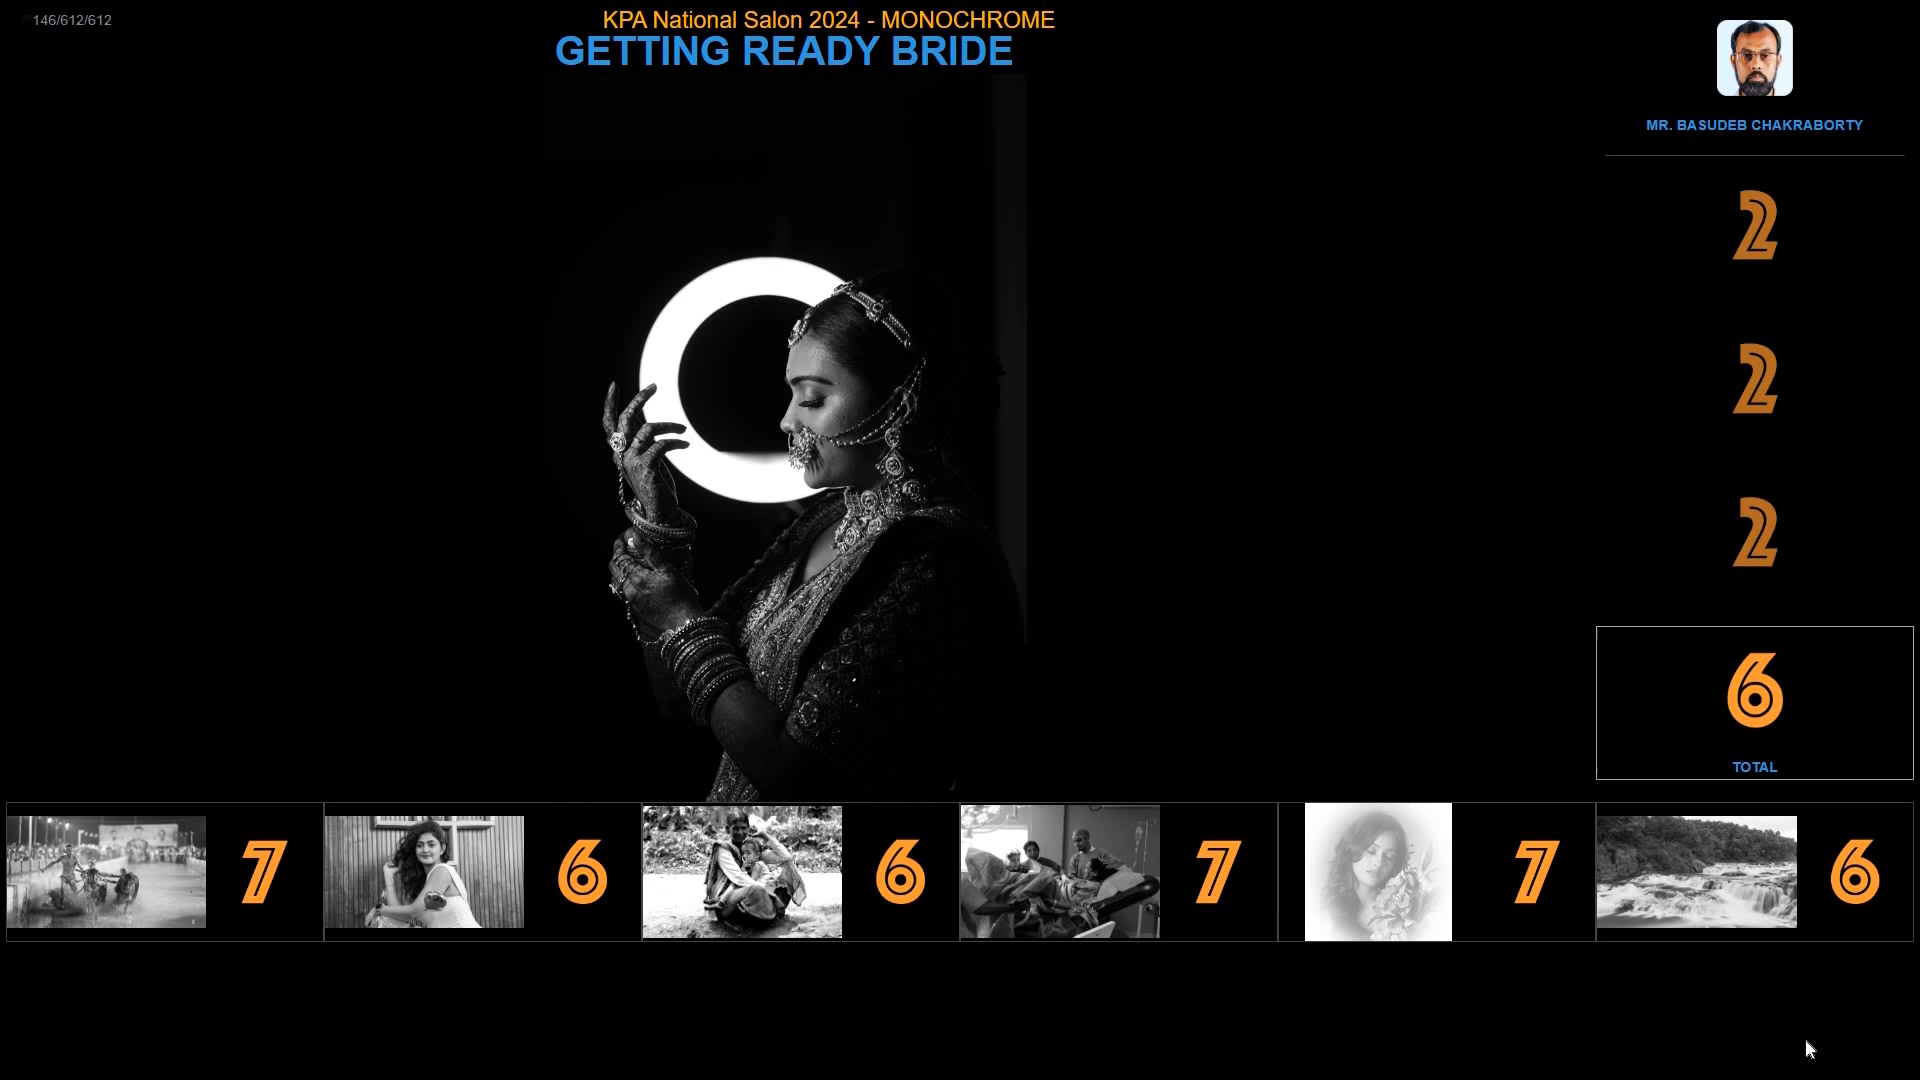 146/612/612
KPA National Salon 2024 - MONOCHROME
GETTING READY BRIDE
MR. BASUDEB CHAKRABORTY
2
2
2
6
TOTAL
7 6 6 7 7 6